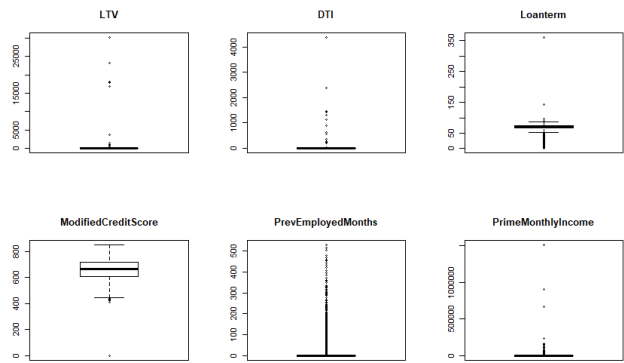 LTV
DTI
Loanterm
0 5000 15000 25000
0 1000 2000 3000 4000
0 50 150 250 350
ModifiedCreditScore
PrevEmployedMonths
PrimeMonthlyIncome
0 200 400 600 800
0 100 200 300 400 500
0 500000 1000000